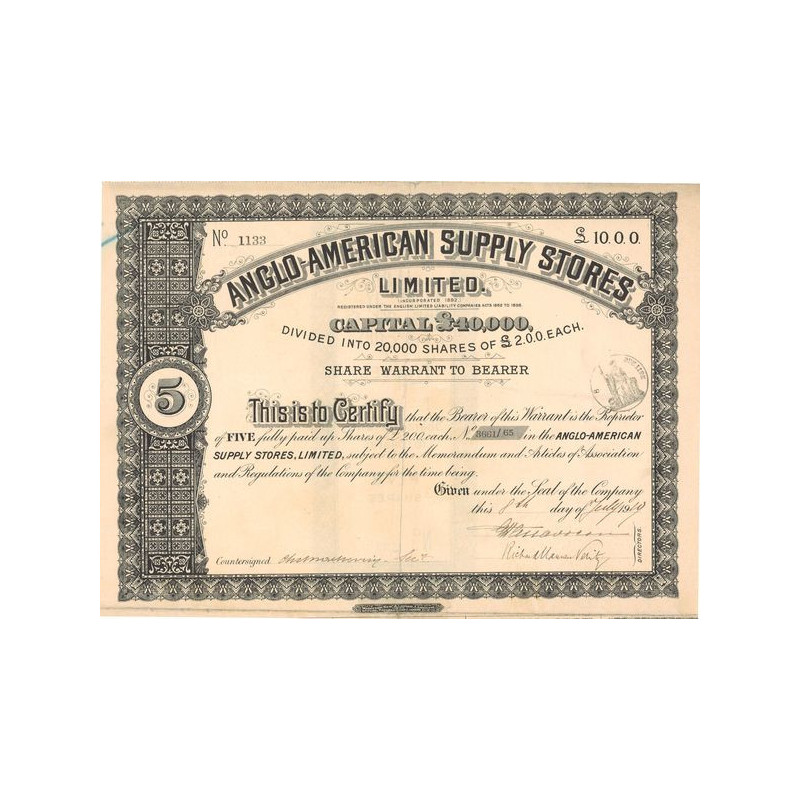 No. 1133
£ 10.0.0.
ANGLO-AMERICAN SUPPLY STORES,
LIMITED.
(INCORPORATED 1882.)
REGISTERED UNDER THE ENGLISH LIMITED LIABILITY COMPANIES ACTS 1862 TO 1886.
CAPITAL £40,000,
DIVIDED INTO 20,000 SHARES OF £2.0.0. EACH.
SHARE WARRANT TO BEARER
5
This is to Certify that the Bearer of this Warrant is the Proprietor
of FIVE fully paid up Shares of £2.0.0 each, No. 3661/65 in the ANGLO-AMERICAN
SUPPLY STORES, LIMITED, subject to the Memorandum and Articles of Association
and Regulations of the Company for the time being.
Given under the Seal of the Company
this 8th day of July
DIRECTORS.
Countersigned
Richard Warren